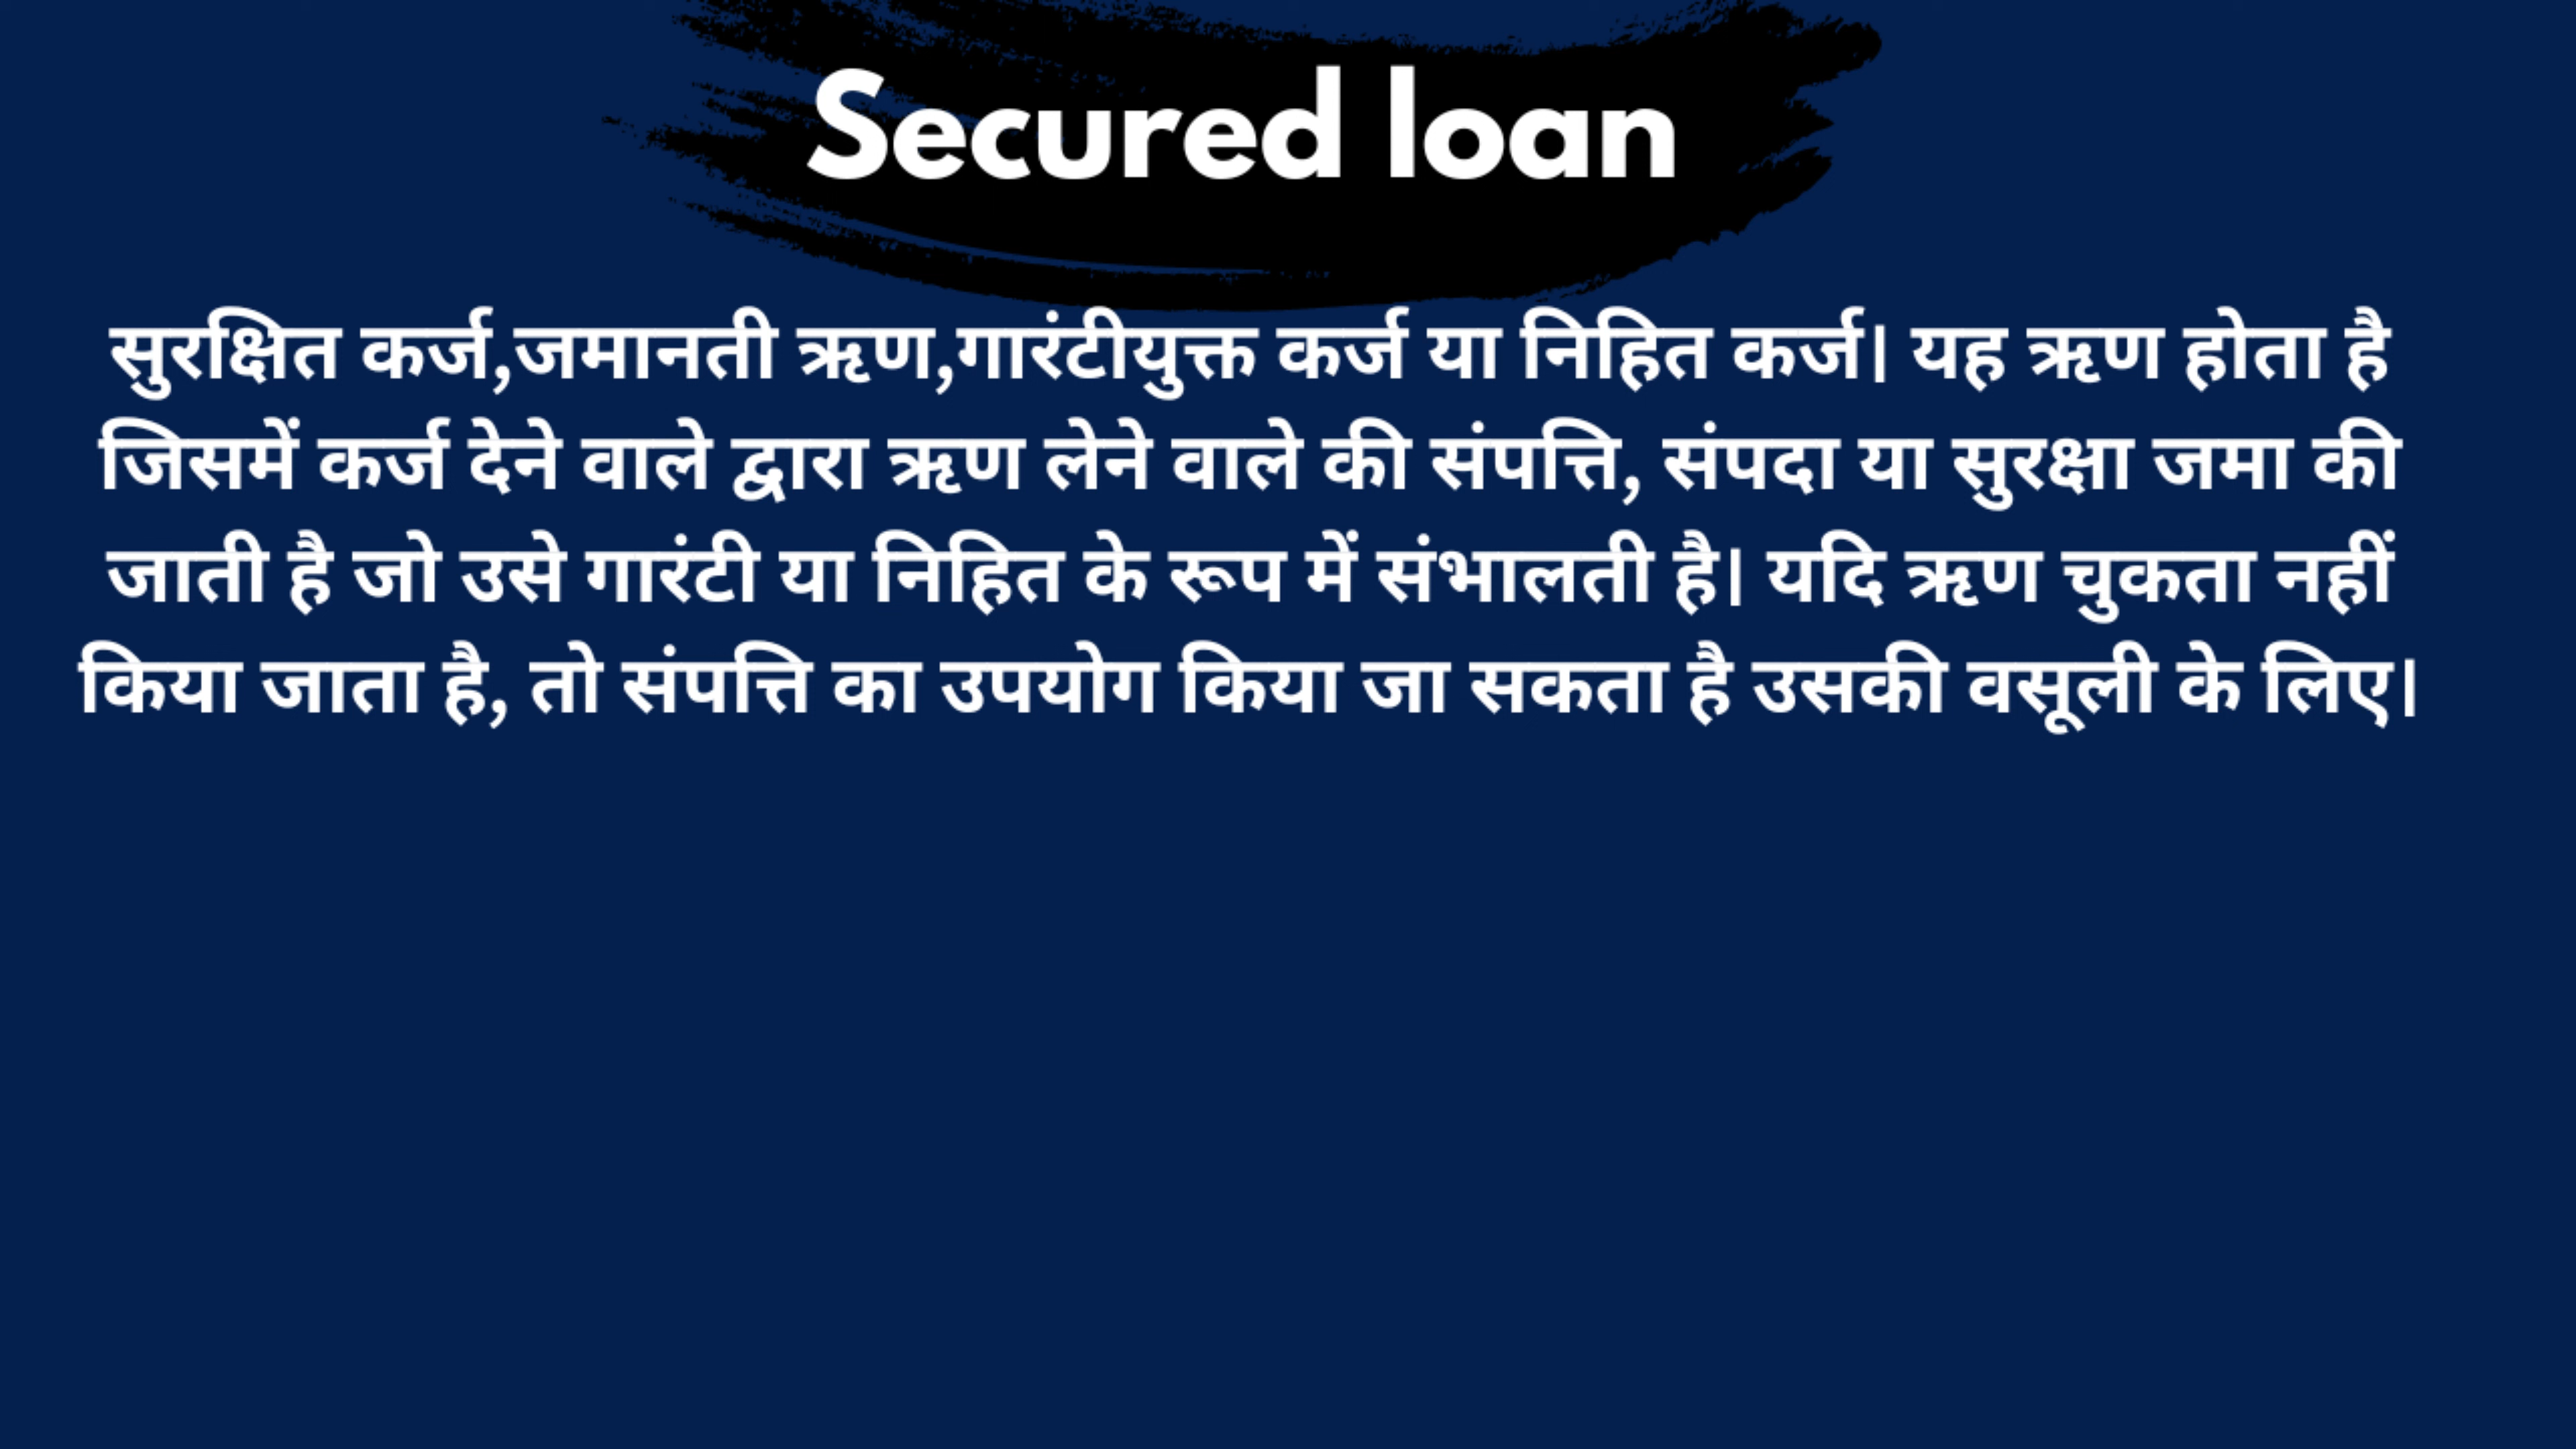 Secured loan
सुरक्षित कर्ज,जमानती ऋण,गारंटीयुक्त कर्ज या निहित कर्ज। यह ऋण होता है
जिसमें कर्ज देने वाले द्वारा ऋण लेने वाले की संपत्ति, संपदा या सुरक्षा जमा की
जाती है जो उसे गारंटी या निहित के रूप में संभालती है। यदि ऋण चुकता नहीं
किया जाता है, तो संपत्ति का उपयोग किया जा सकता है उसकी वसूली के लिए।